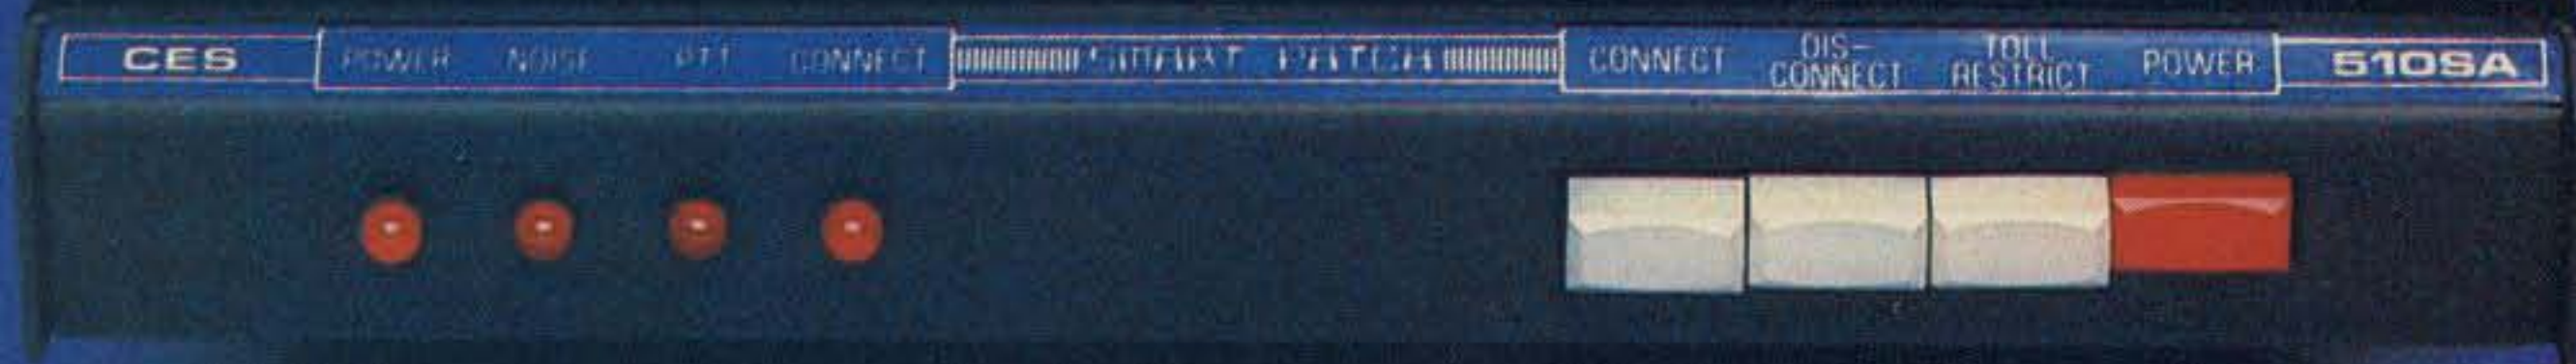 CES POWER NOISE PTT CONNECT SMART PATCH CONNECT DIS-CONNECT TOLL RESTRICT POWER 510SA